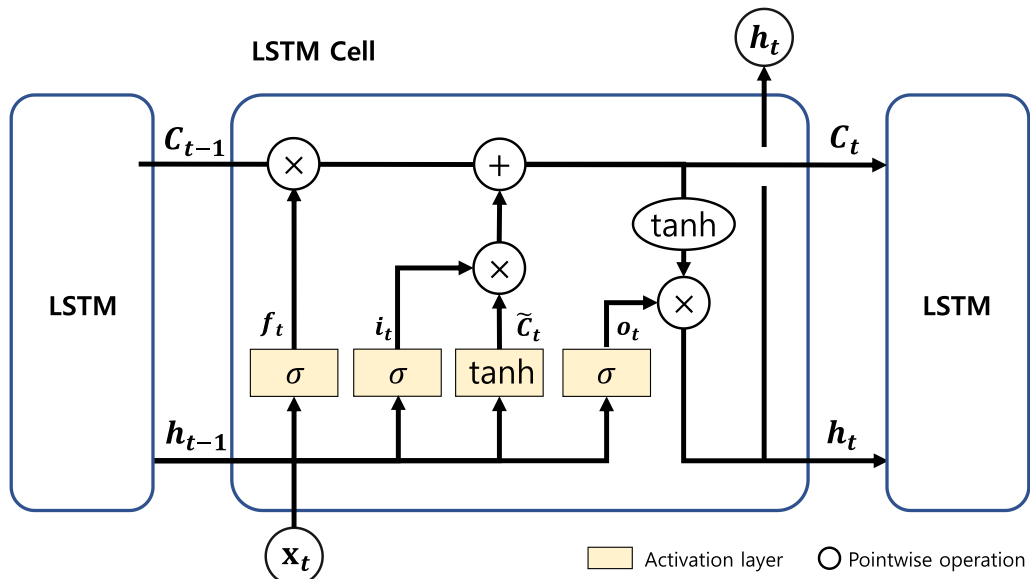 h_t
LSTM Cell
C_{t-1}
C_t
×
+
tanh
×
×
LSTM
LSTM
f_t
i_t
C̃_t
o_t
σ
σ
tanh
σ
h_{t-1}
h_t
x_t
Activation layer
Pointwise operation